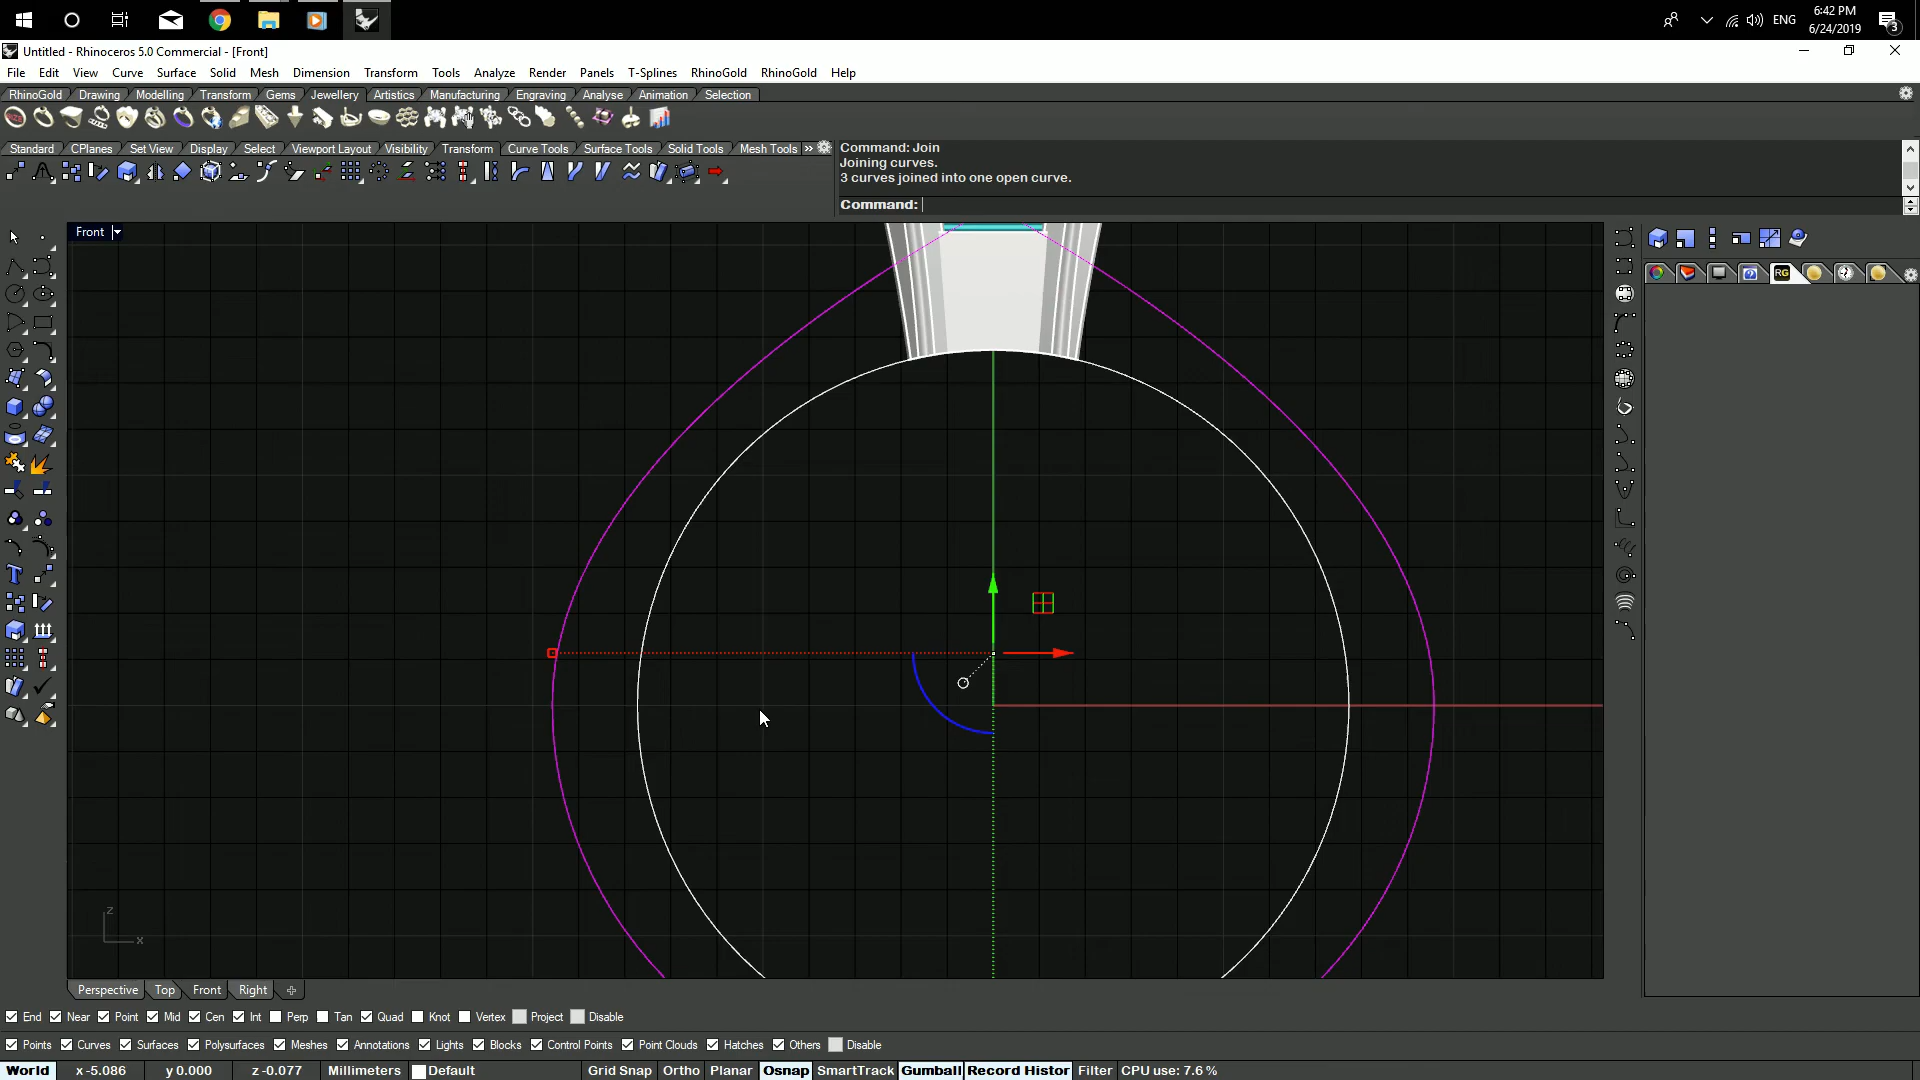 6:42 PM
ENG
6/24/2019
3
Untitled - Rhinoceros 5.0 Commercial - [Front]
File Edit View Curve Surface Solid Mesh Dimension Transform Tools Analyze Render Panels T-Splines RhinoGold RhinoGold Help
RhinoGold Drawing Modelling Transform Gems Jewellery Artistics Manufacturing Engraving Analyse Animation Selection
Standard CPlanes Set View Display Select Viewport Layout Visibility Transform Curve Tools Surface Tools Solid Tools Mesh Tools »
Command: Join
Joining curves.
3 curves joined into one open curve.
Command:
Front
RG
z
x
Perspective Top Front Right
End Near Point Mid Cen Int Perp Tan Quad Knot Vertex Project Disable
Points Curves Surfaces Polysurfaces Meshes Annotations Lights Blocks Control Points Point Clouds Hatches Others Disable
World x -5.086 y 0.000 z -0.077 Millimeters Default Grid Snap Ortho Planar Osnap SmartTrack Gumball Record Histor Filter CPU use: 7.6 %